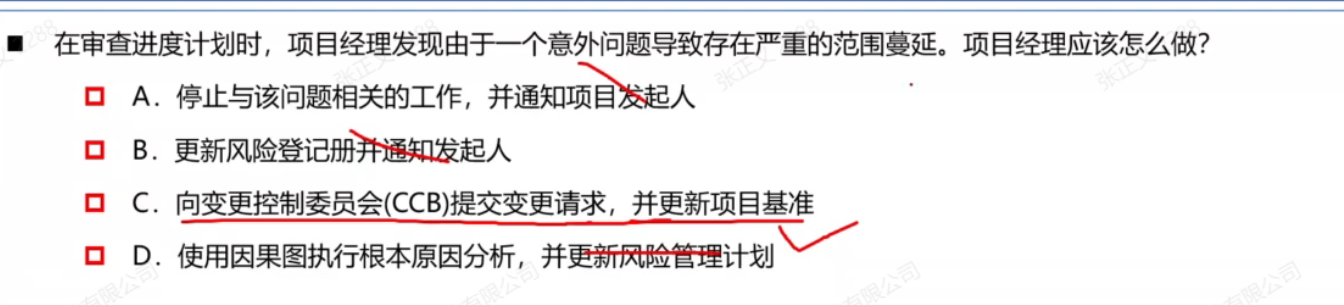 在审查进度计划时，项目经理发现由于一个意外问题导致存在严重的范围蔓延。项目经理应该怎么做？
A．停止与该问题相关的工作，并通知项目发起人
B．更新风险登记册并通知发起人
C．向变更控制委员会(CCB)提交变更请求，并更新项目基准
D．使用因果图执行根本原因分析，并更新风险管理计划